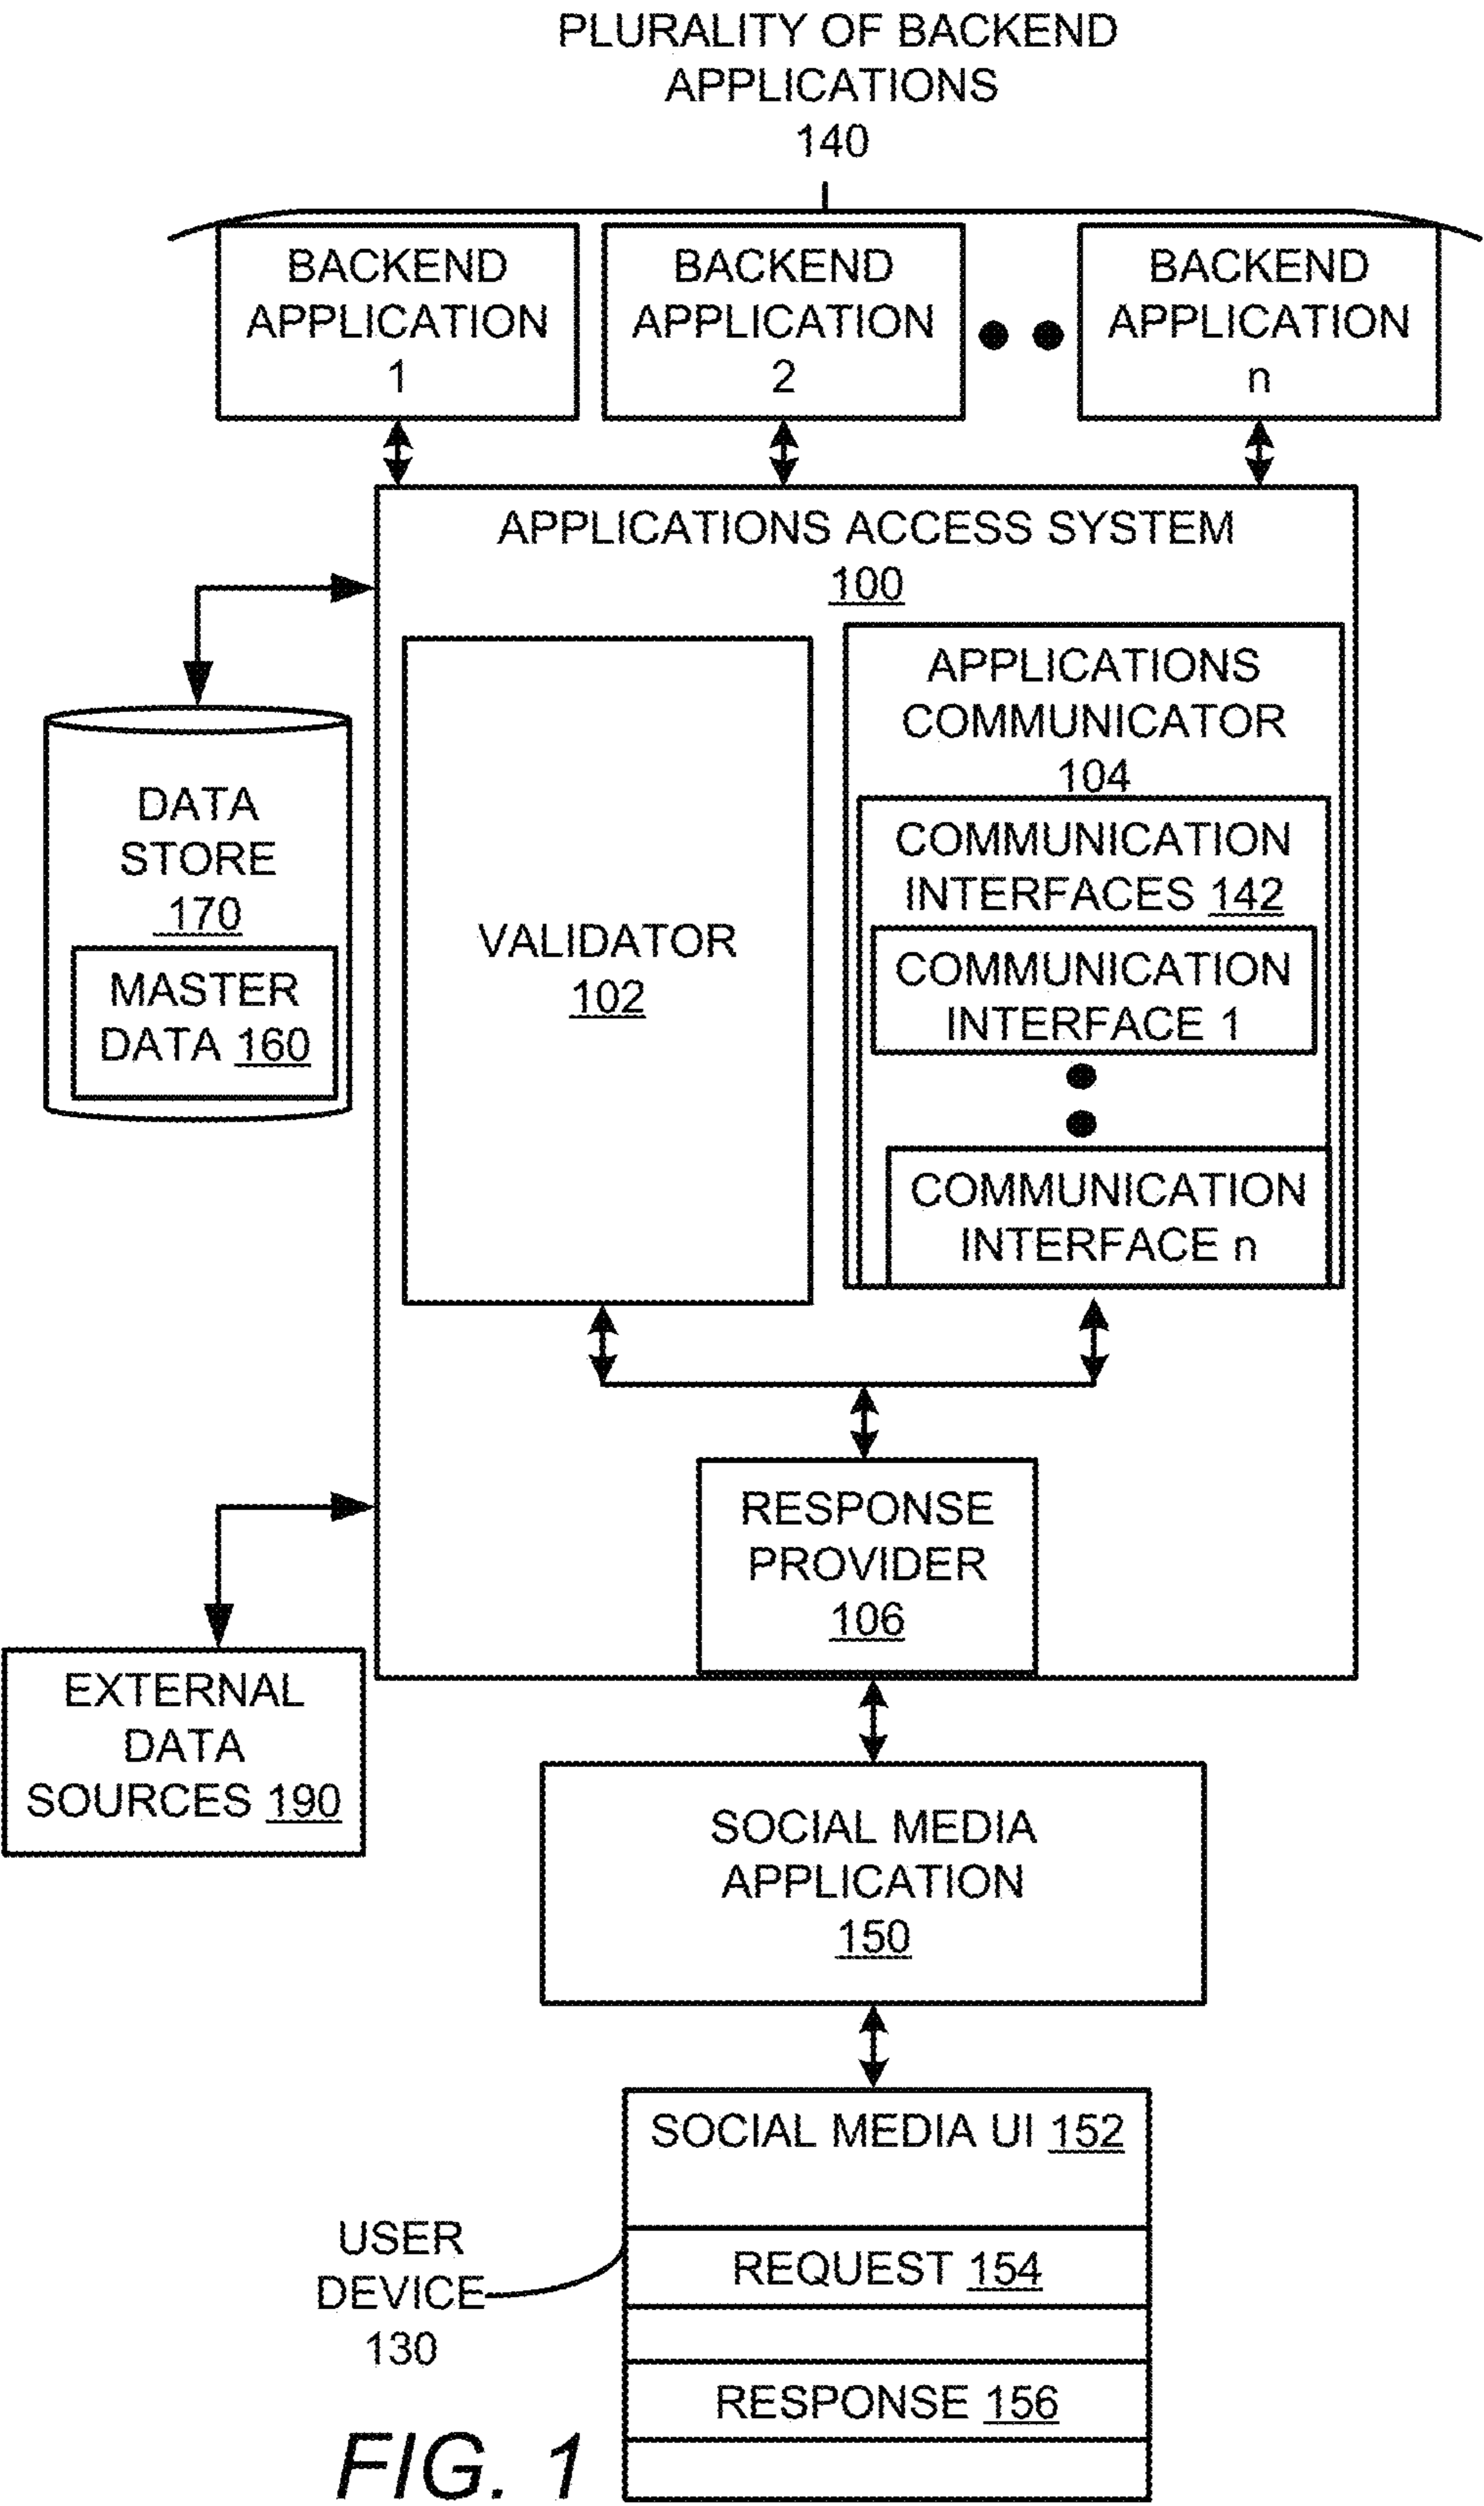 PLURALITY OF BACKEND
APPLICATIONS
140
BACKEND
APPLICATION
1
BACKEND
APPLICATION
2
BACKEND
APPLICATION
n
APPLICATIONS ACCESS SYSTEM
100
VALIDATOR
102
APPLICATIONS
COMMUNICATOR
104
COMMUNICATION
INTERFACES 142
COMMUNICATION
INTERFACE 1
COMMUNICATION
INTERFACE n
DATA
STORE
170
MASTER
DATA 160
RESPONSE
PROVIDER
106
EXTERNAL
DATA
SOURCES 190
SOCIAL MEDIA
APPLICATION
150
SOCIAL MEDIA UI 152
USER
DEVICE
130
REQUEST 154
RESPONSE 156
FIG. 1